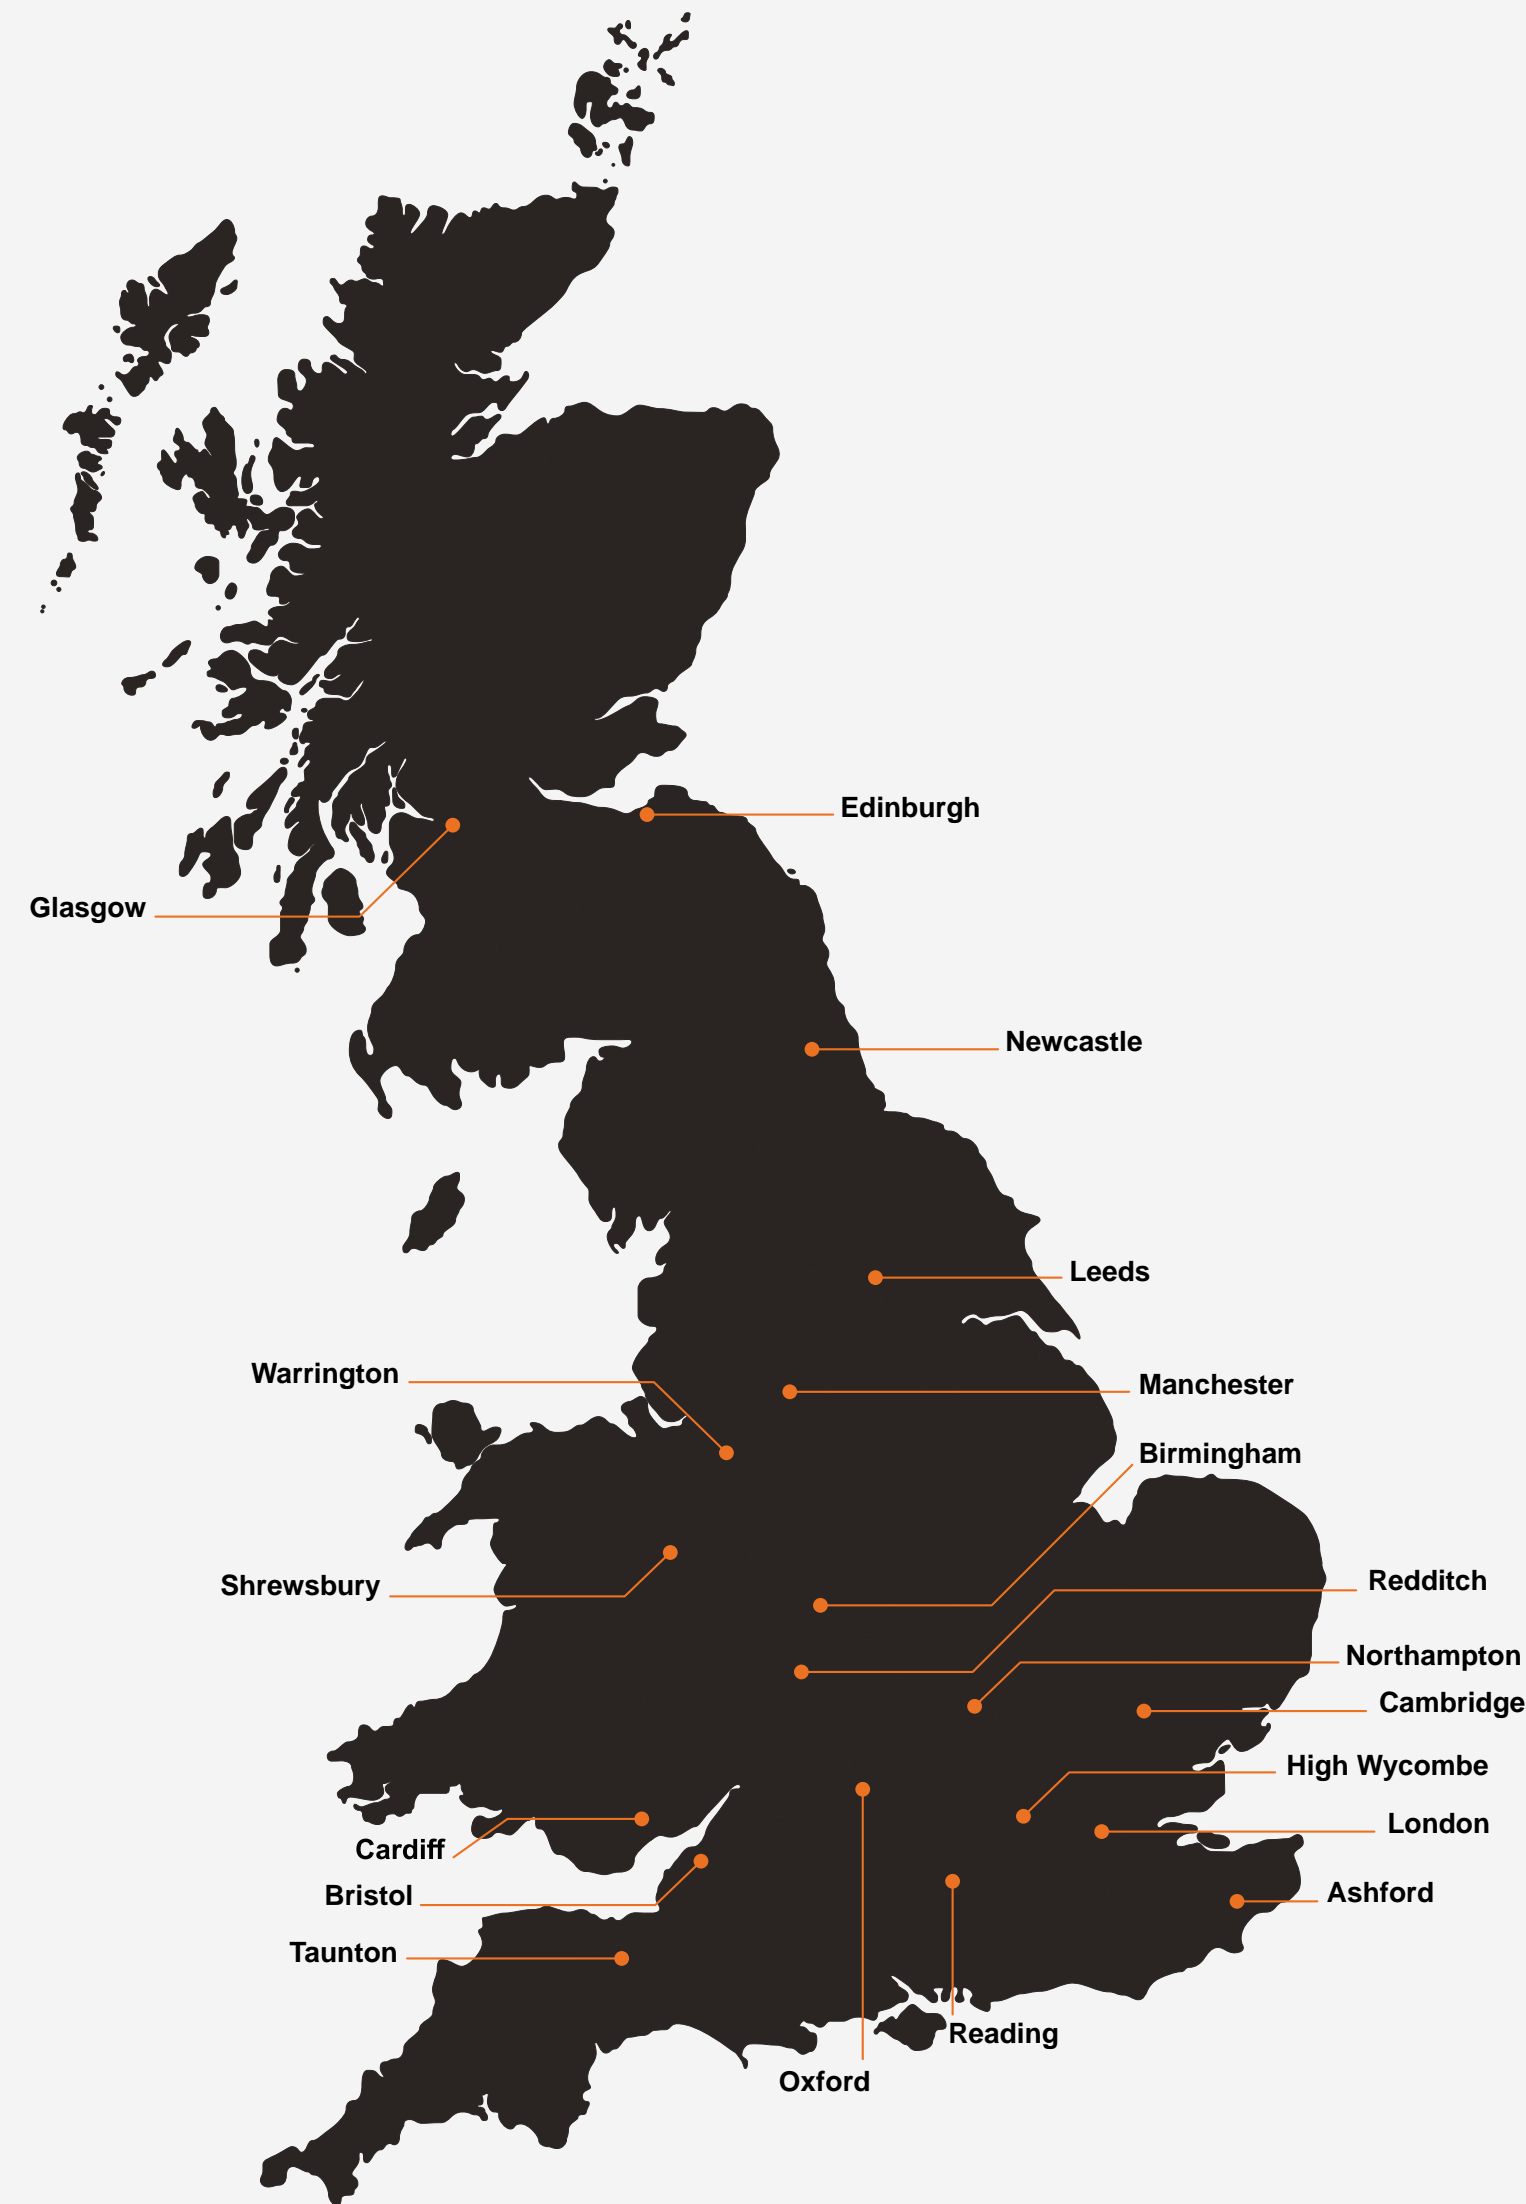 Edinburgh
Glasgow
Newcastle
Leeds
Warrington
Manchester
Birmingham
Redditch
Shrewsbury
Northampton
Cambridge
High Wycombe
London
Cardiff
Bristol
Ashford
Taunton
Reading
Oxford